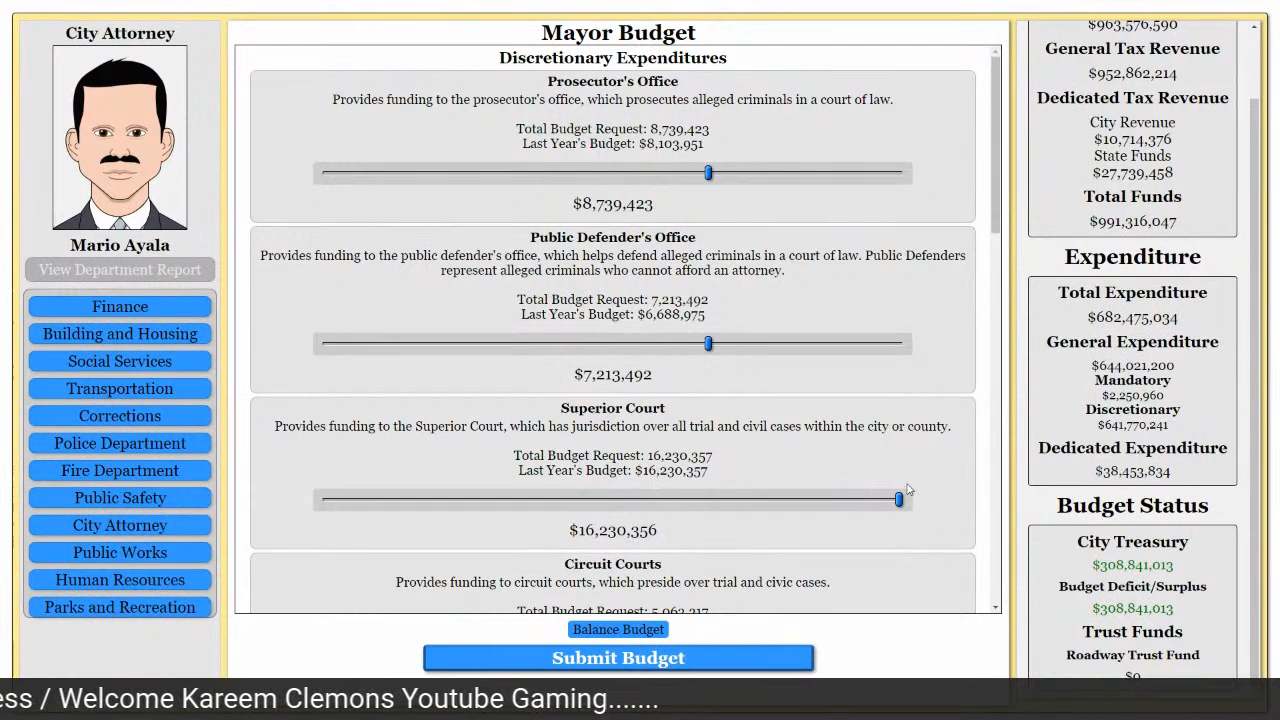 City Attorney
Mario Ayala
View Department Report
Finance
Building and Housing
Social Services
Transportation
Corrections
Police Department
Fire Department
Public Safety
City Attorney
Public Works
Human Resources
Parks and Recreation
Mayor Budget
Discretionary Expenditures
Prosecutor's Office
Provides funding to the prosecutor's office, which prosecutes alleged criminals in a court of law.
Total Budget Request: 8,739,423
Last Year's Budget: $8,103,951
$8,739,423
Public Defender's Office
Provides funding to the public defender's office, which helps defend alleged criminals in a court of law. Public Defenders
represent alleged criminals who cannot afford an attorney.
Total Budget Request: 7,213,492
Last Year's Budget: $6,688,975
$7,213,492
Superior Court
Provides funding to the Superior Court, which has jurisdiction over all trial and civil cases within the city or county.
Total Budget Request: 16,230,357
Last Year's Budget: $16,230,357
$16,230,356
Circuit Courts
Provides funding to circuit courts, which preside over trial and civic cases.
Total Budget Request: 5,063,217
Balance Budget
Submit Budget
$963,576,590
General Tax Revenue
$952,862,214
Dedicated Tax Revenue
City Revenue
$10,714,376
State Funds
$27,739,458
Total Funds
$991,316,047
Expenditure
Total Expenditure
$682,475,034
General Expenditure
$644,021,200
Mandatory
$2,250,960
Discretionary
$641,770,241
Dedicated Expenditure
$38,453,834
Budget Status
City Treasury
$308,841,013
Budget Deficit/Surplus
$308,841,013
Trust Funds
Roadway Trust Fund
$0
ess / Welcome Kareem Clemons Youtube Gaming.......